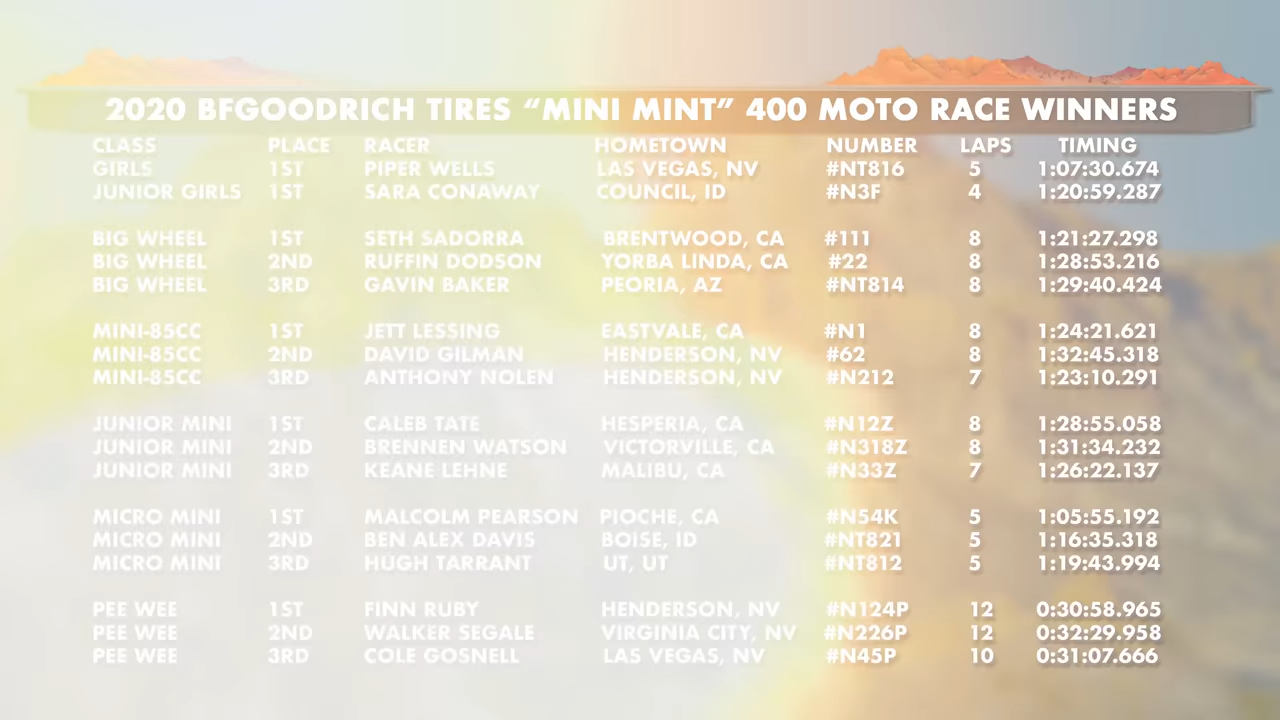 2020 BFGOODRICH TIRES “MINI MINT” 400 MOTO RACE WINNERS
CLASS PLACE RACER HOMETOWN NUMBER LAPS TIMING
GIRLS 1ST PIPER WELLS LAS VEGAS, NV #NT816 5 1:07:30.674
JUNIOR GIRLS 1ST SARA CONAWAY COUNCIL, ID #N3F 4 1:20:59.287
BIG WHEEL 1ST SETH SADORRA BRENTWOOD, CA #111 8 1:21:27.298
BIG WHEEL 2ND RUFFIN DODSON YORBA LINDA, CA #22 8 1:28:53.216
BIG WHEEL 3RD GAVIN BAKER PEORIA, AZ #NT814 8 1:29:40.424
MINI-85CC 1ST JETT LESSING EASTVALE, CA #N1 8 1:24:21.621
MINI-85CC 2ND DAVID GILMAN HENDERSON, NV #62 8 1:32:45.318
MINI-85CC 3RD ANTHONY NOLEN HENDERSON, NV #N212 7 1:23:10.291
JUNIOR MINI 1ST CALEB TATE HESPERIA, CA #N12Z 8 1:28:55.058
JUNIOR MINI 2ND BRENNEN WATSON VICTORVILLE, CA #N318Z 8 1:31:34.232
JUNIOR MINI 3RD KEANE LEHNE MALIBU, CA #N33Z 7 1:26:22.137
MICRO MINI 1ST MALCOLM PEARSON PIOCHE, CA #N54K 5 1:05:55.192
MICRO MINI 2ND BEN ALEX DAVIS BOISE, ID #NT821 5 1:16:35.318
MICRO MINI 3RD HUGH TARRANT UT, UT #NT812 5 1:19:43.994
PEE WEE 1ST FINN RUBY HENDERSON, NV #N124P 12 0:30:58.965
PEE WEE 2ND WALKER SEGALE VIRGINIA CITY, NV #N226P 12 0:32:29.958
PEE WEE 3RD COLE GOSNELL LAS VEGAS, NV #N45P 10 0:31:07.666